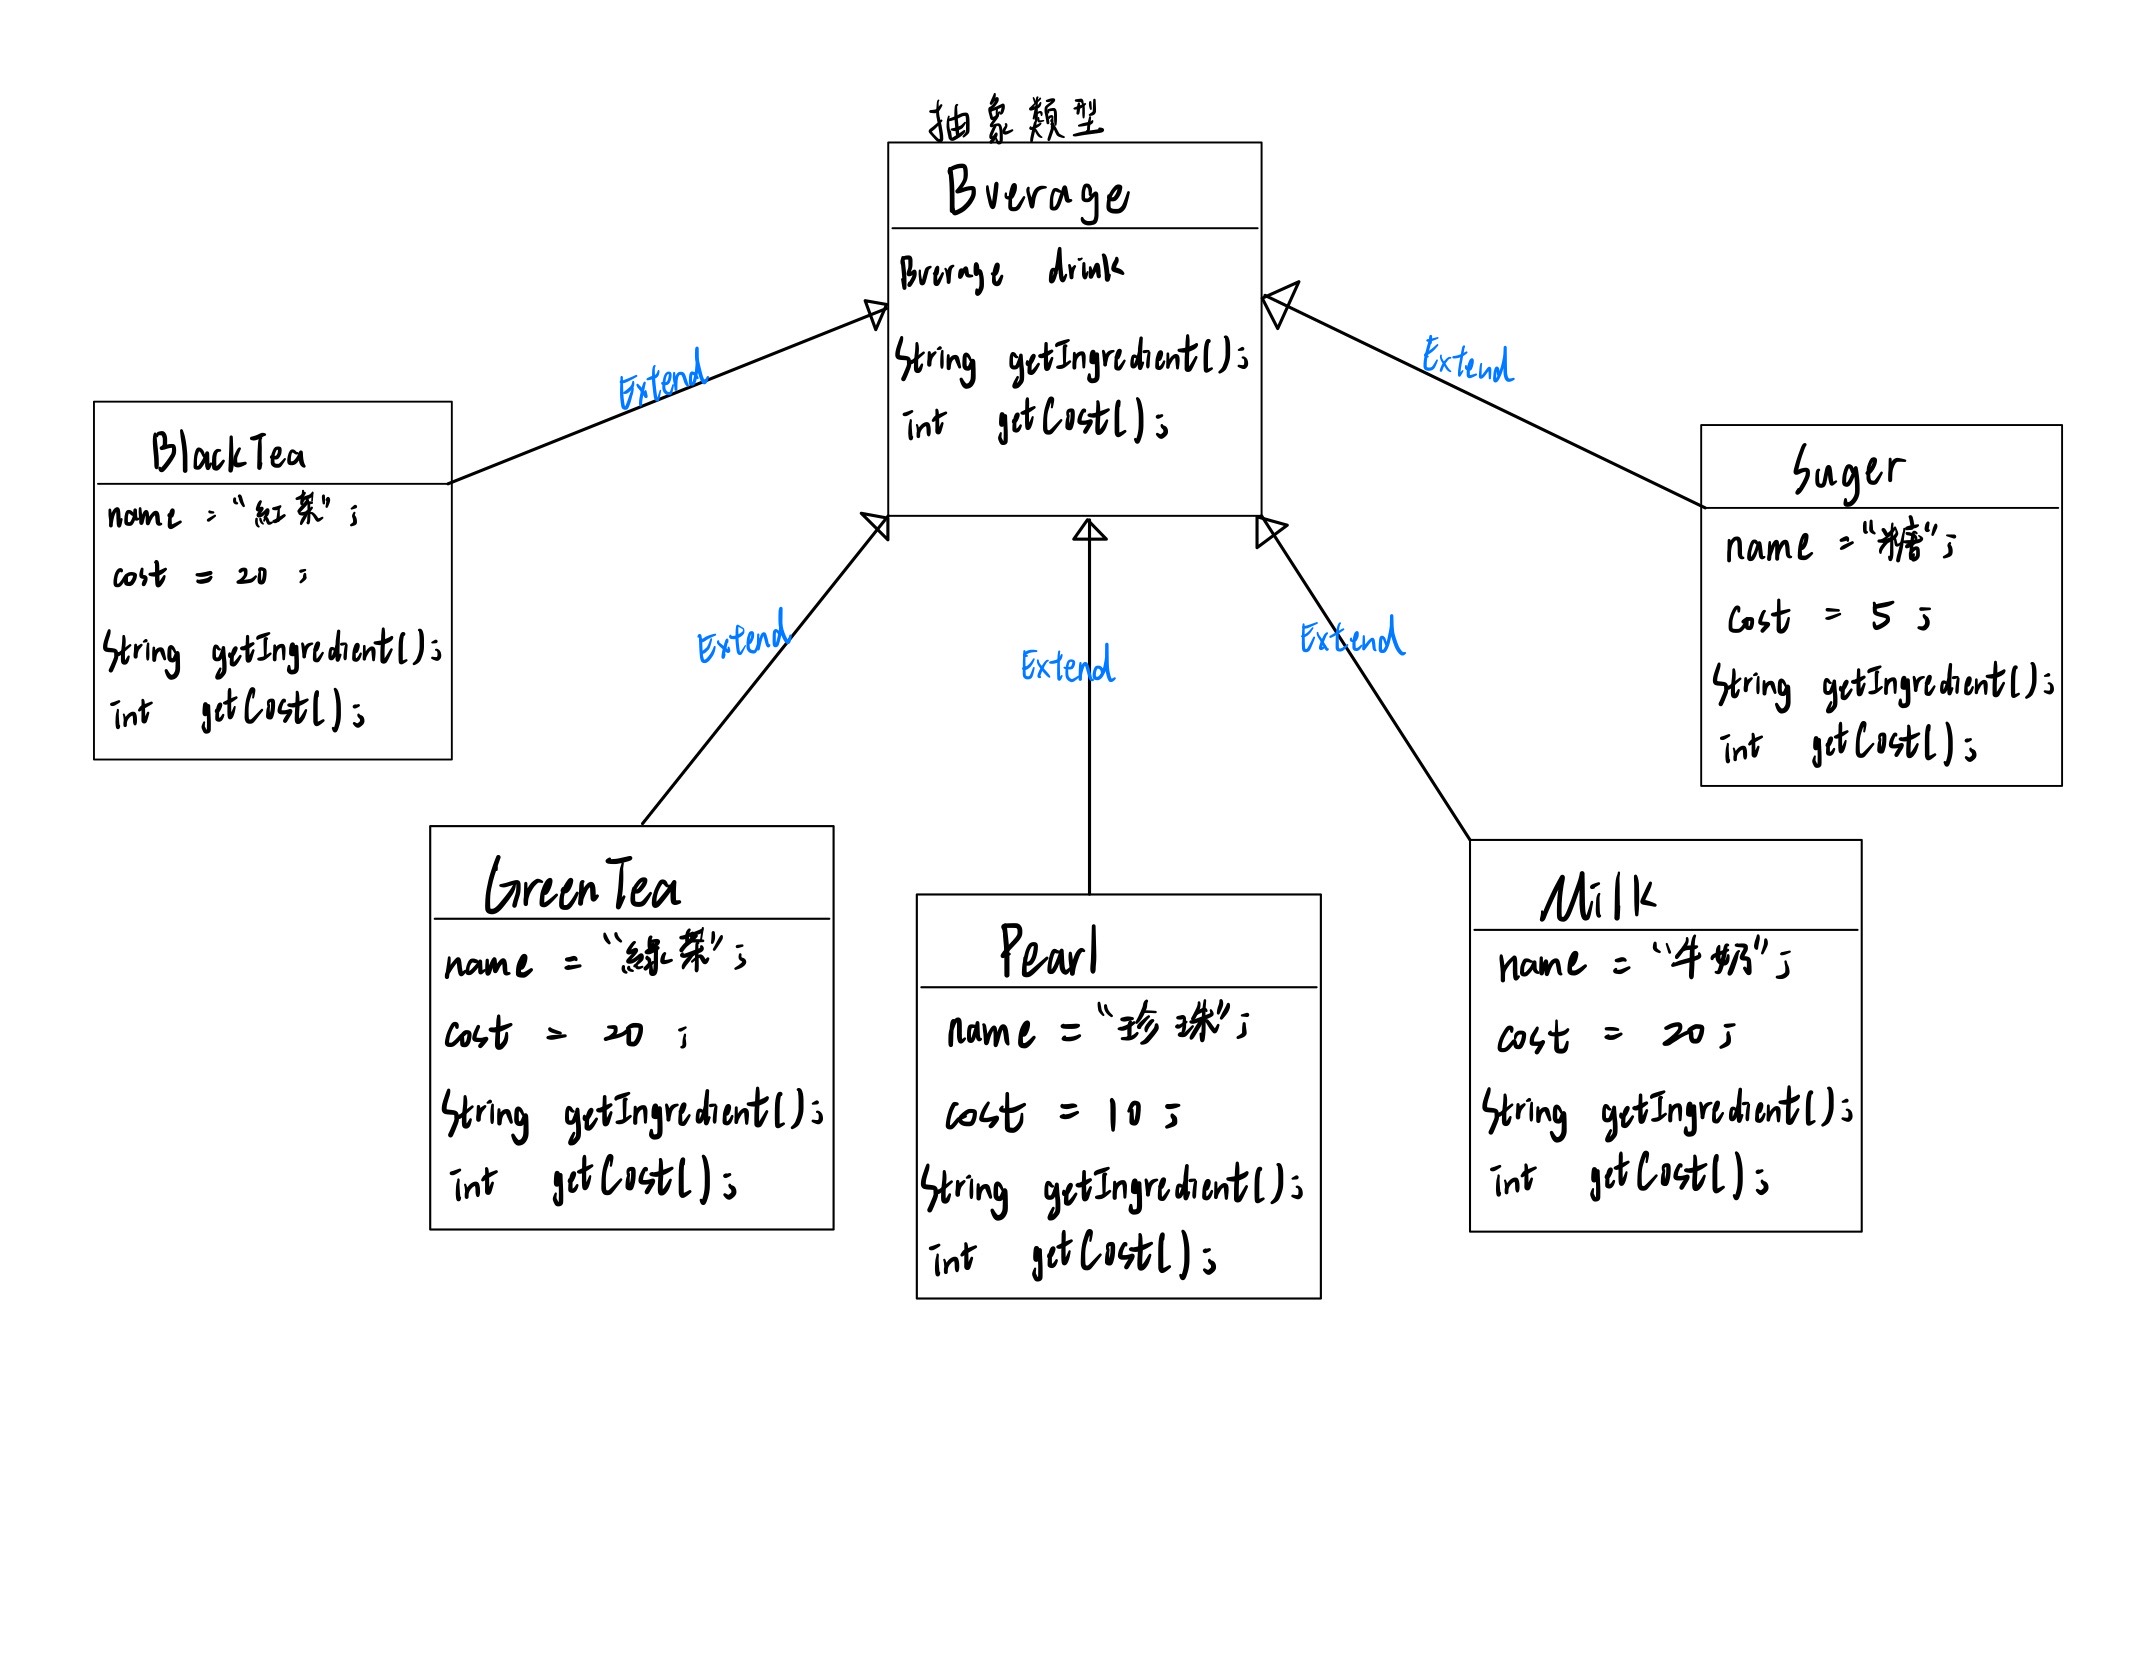 抽象類型
Bverage
Bverage drink
String getIngredient();
int getCost();
Extend
Extend
Extend
Extend
Extend
BlackTea
name = "紅茶";
cost = 20 ;
String getIngredient();
int getCost();
Suger
name = "糖";
cost = 5 ;
String getIngredient();
int getCost();
GreenTea
name = "綠茶";
cost = 20 ;
String getIngredient();
int getCost();
Pearl
name = "珍珠";
cost = 10 ;
String getIngredient();
int getCost();
Milk
name = "牛奶";
cost = 20 ;
String getIngredient();
int getCost();